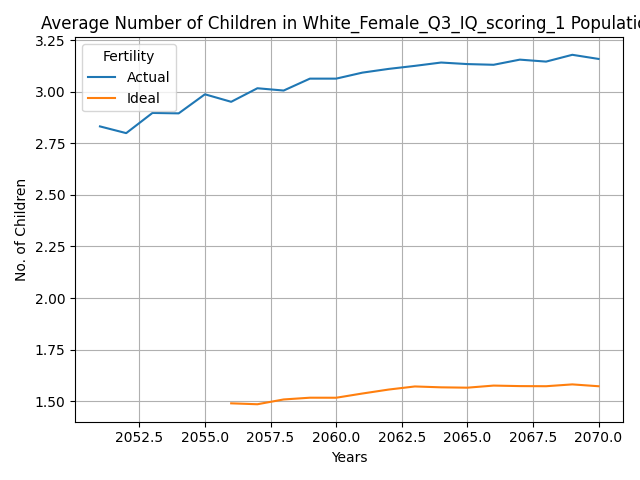 Average Number of Children in White_Female_Q3_IQ_scoring_1 Populatio
3.25
3.00
2.75
2.50
2.25
2.00
1.75
1.50
No. of Children
Fertility
Actual
Ideal
2052.5 2055.0 2057.5 2060.0 2062.5 2065.0 2067.5 2070.0
Years